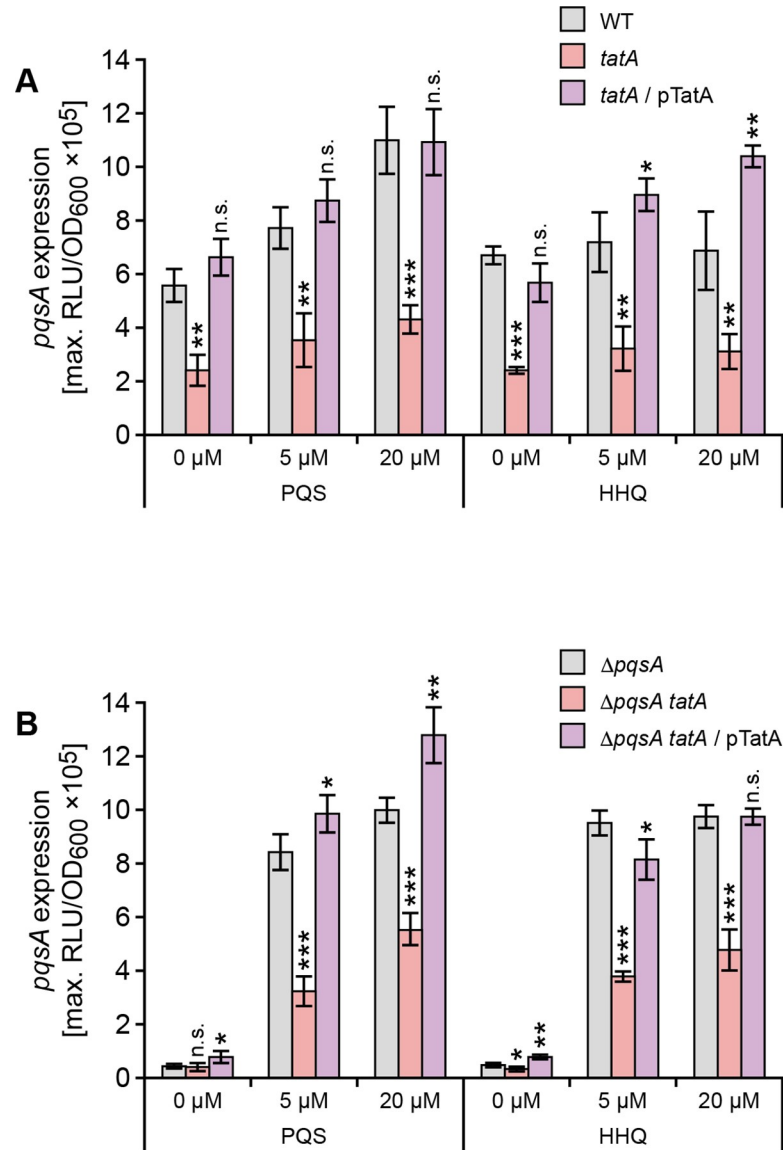 A
WT
tatA
tatA / pTatA
pqsA expression
[max. RLU/OD600 ×10⁵]
14
12
10
8
6
4
2
0
n.s.
**
n.s.
**
n.s.
***
n.s.
***
*
**
**
**
0 µM
5 µM
20 µM
0 µM
5 µM
20 µM
PQS
HHQ
B
ΔpqsA
ΔpqsA tatA
ΔpqsA tatA / pTatA
pqsA expression
[max. RLU/OD600 ×10⁵]
14
12
10
8
6
4
2
0
n.s.
*
***
*
***
**
*
**
***
*
***
n.s.
0 µM
5 µM
20 µM
0 µM
5 µM
20 µM
PQS
HHQ